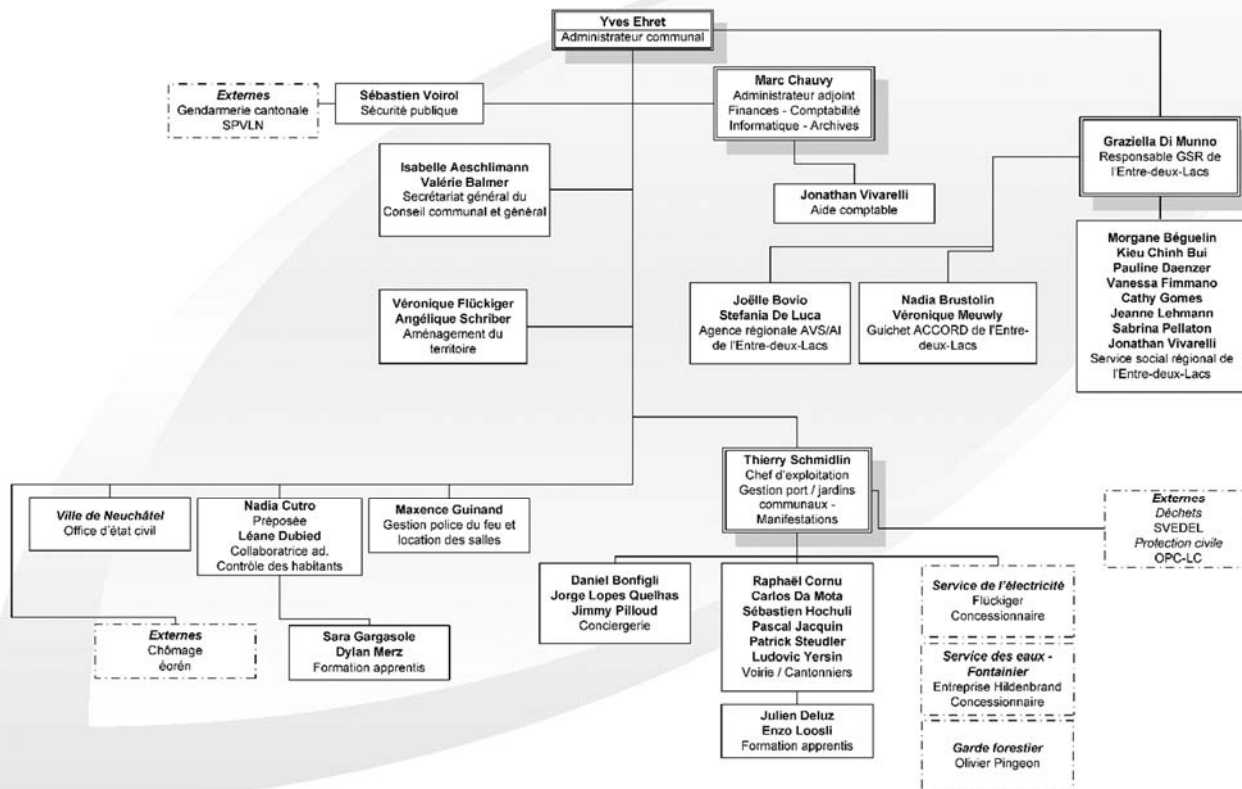 Yves Ehret
Administrateur communal
Externes
Gendarmerie cantonale
SPVLN
Sébastien Voirol
Sécurité publique
Marc Chauvy
Administrateur adjoint
Finances - Comptabilité
Informatique - Archives
Graziella Di Munno
Responsable GSR de
l'Entre-deux-Lacs
Isabelle Aeschlimann
Valérie Balmer
Secrétariat général du
Conseil communal et général
Jonathan Vivarelli
Aide comptable
Morgane Béguelin
Kieu Chinh Bui
Pauline Daenzer
Vanessa Fimmano
Cathy Gomes
Jeanne Lehmann
Sabrina Pellaton
Jonathan Vivarelli
Service social régional de
l'Entre-deux-Lacs
Véronique Flückiger
Angélique Schriber
Aménagement du
territoire
Joëlle Bovio
Stefania De Luca
Agence régionale AVS/AI
de l'Entre-deux-Lacs
Nadia Brustolin
Véronique Meuwly
Guichet ACCORD de l'Entre-
deux-Lacs
Thierry Schmidlin
Chef d'exploitation
Gestion port / jardins
communaux -
Manifestations
Ville de Neuchâtel
Office d'état civil
Nadia Cutro
Préposée
Léane Dubied
Collaboratrice ad.
Contrôle des habitants
Maxence Guinand
Gestion police du feu et
location des salles
Externes
Déchets
SVEDEL
Protection civile
OPC-LC
Daniel Bonfigli
Jorge Lopes Quelhas
Jimmy Pilloud
Conciergerie
Raphaël Cornu
Carlos Da Mota
Sébastien Hochuli
Pascal Jacquin
Patrick Steudler
Ludovic Yersin
Voirie / Cantonniers
Service de l'électricité
Flückiger
Concessionnaire
Externes
Chômage
éorén
Sara Gargasole
Dylan Merz
Formation apprentis
Service des eaux -
Fontainier
Entreprise Hildenbrand
Concessionnaire
Julien Deluz
Enzo Loosli
Formation apprentis
Garde forestier
Olivier Pingeon